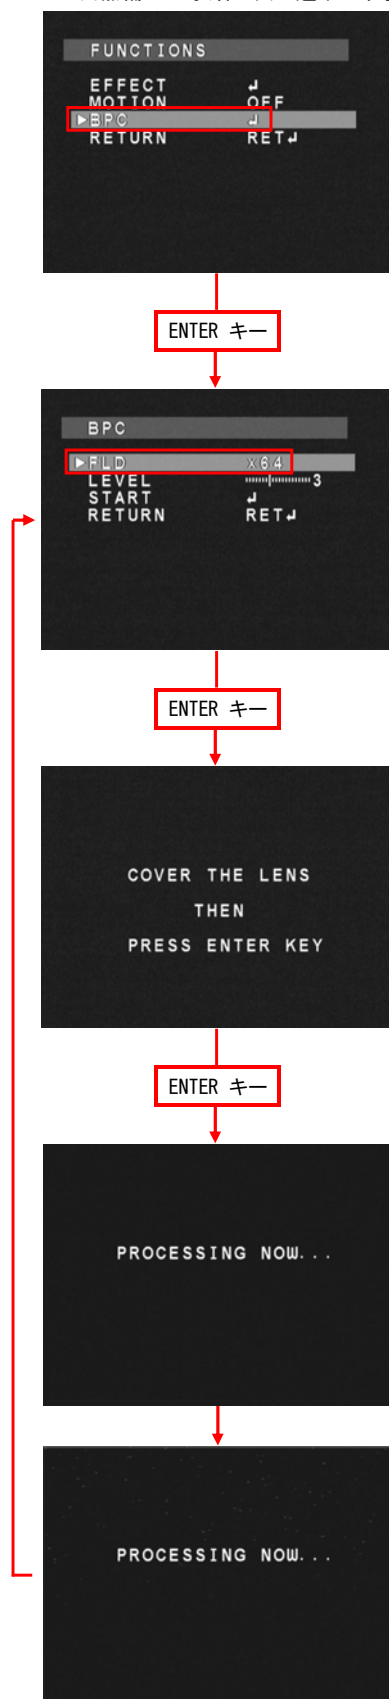 FUNCTIONS
EFFECT ↲
MOTION OFF
▶BPC ↲
RETURN RET↲
ENTER キー
BPC
▶FLD X64
LEVEL 3
START ↲
RETURN RET↲
ENTER キー
COVER THE LENS
THEN
PRESS ENTER KEY
ENTER キー
PROCESSING NOW...
PROCESSING NOW...